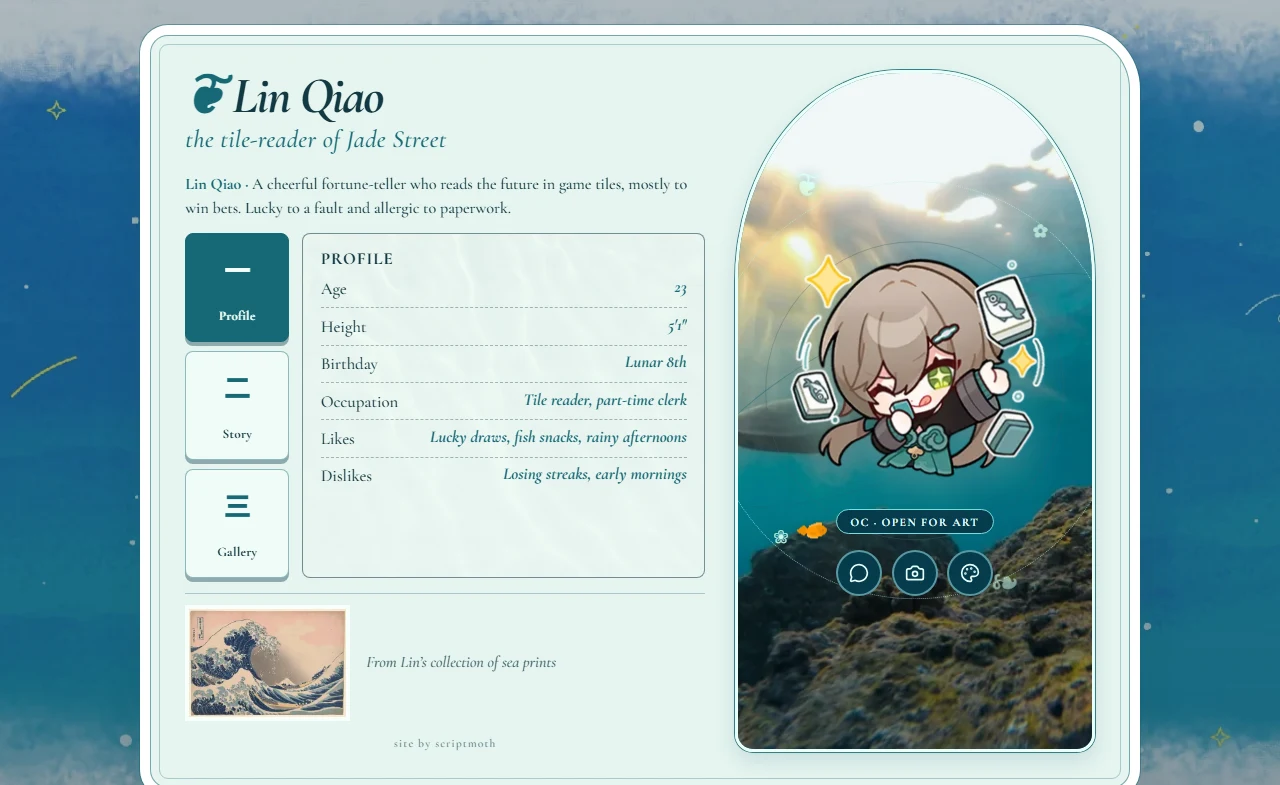 Lin Qiao
the tile-reader of Jade Street
Lin Qiao · A cheerful fortune-teller who reads the future in game tiles, mostly to
win bets. Lucky to a fault and allergic to paperwork.
Profile
Story
Gallery
PROFILE
Age 23
Height 5'1"
Birthday Lunar 8th
Occupation Tile reader, part-time clerk
Likes Lucky draws, fish snacks, rainy afternoons
Dislikes Losing streaks, early mornings
From Lin’s collection of sea prints
site by scriptmoth
OC · OPEN FOR ART